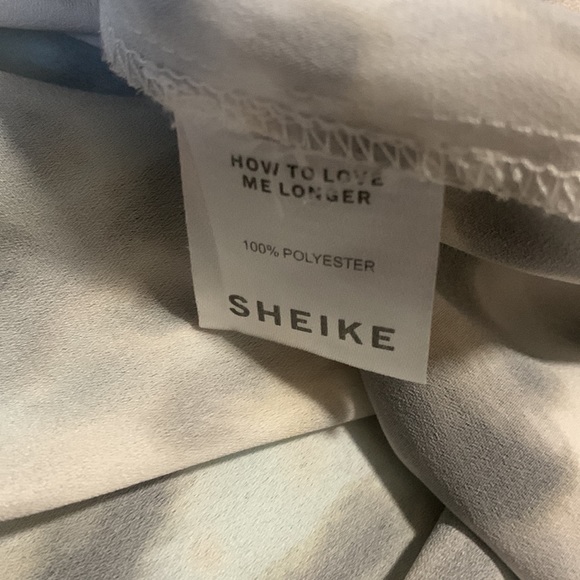 HOW TO LOVE
ME LONGER
100% POLYESTER
SHEIKE